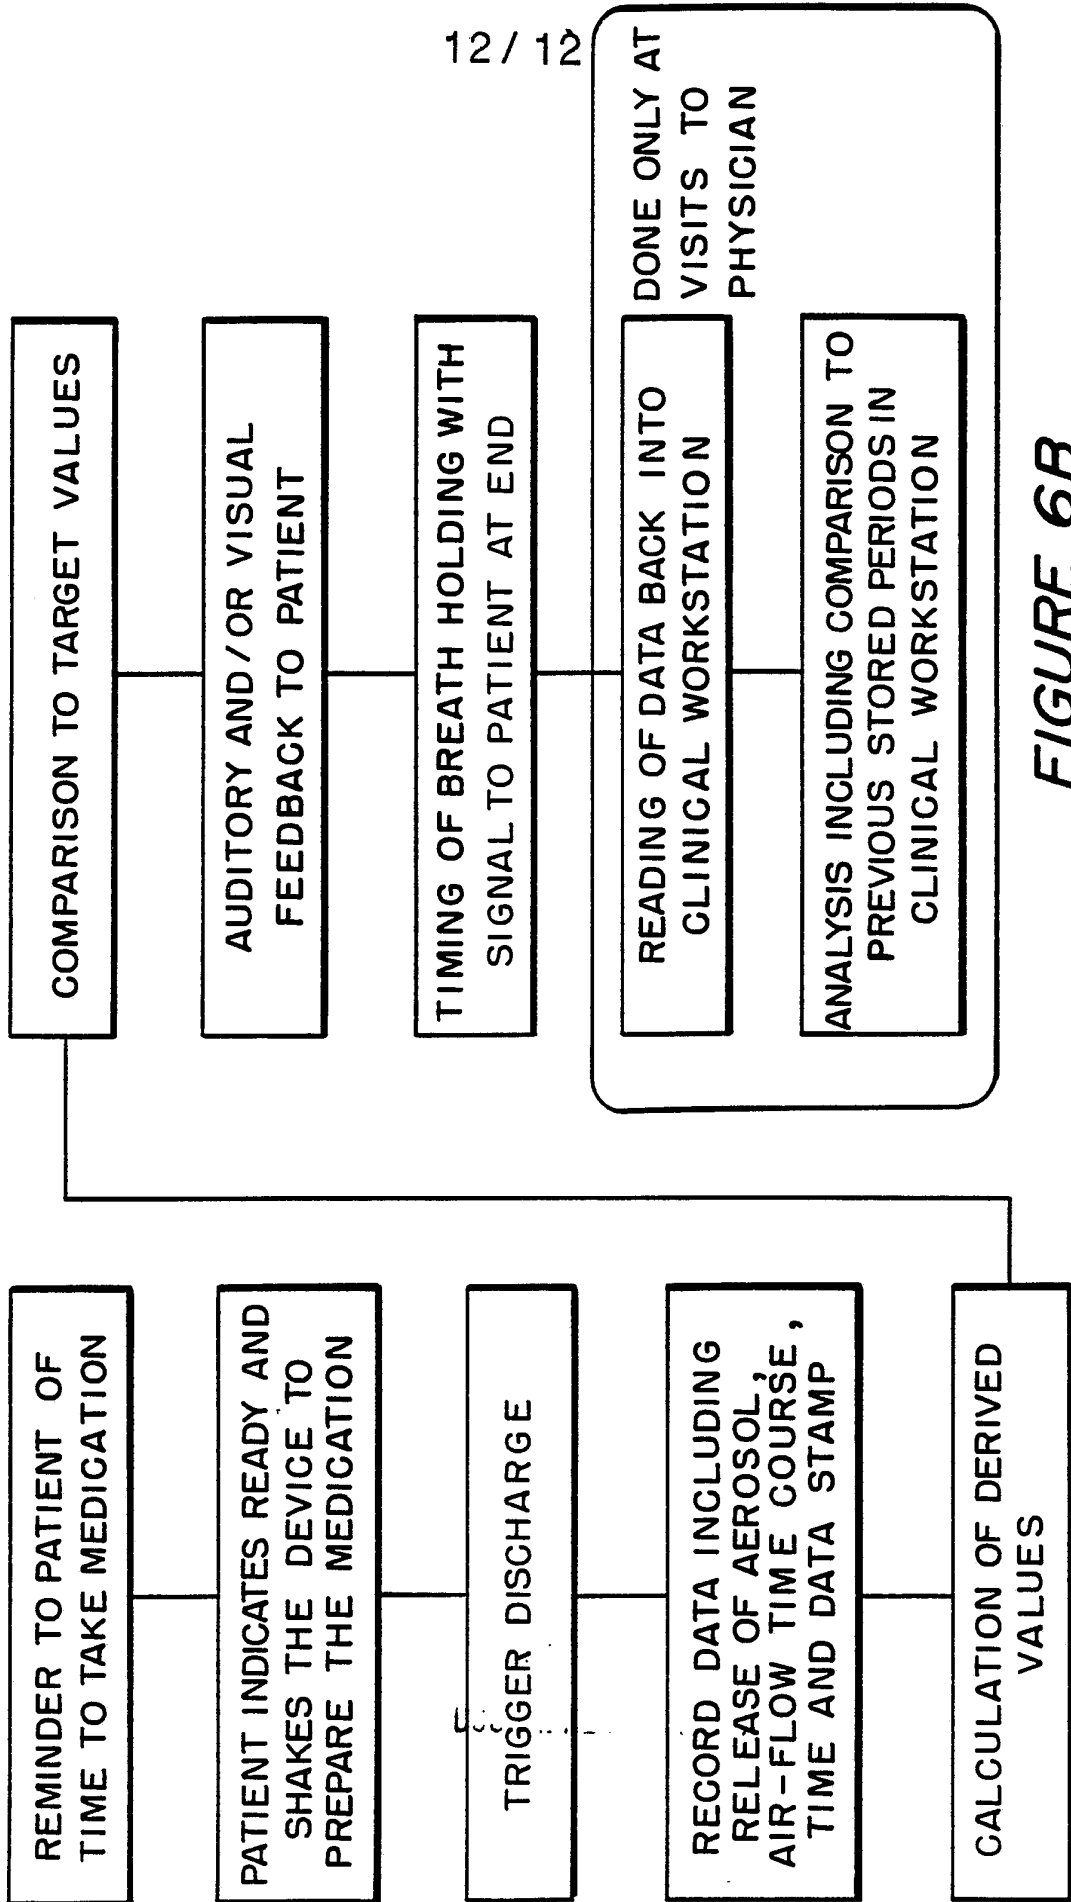 12/12
REMINDER TO PATIENT OF
TIME TO TAKE MEDICATION
PATIENT INDICATES READY AND
SHAKES THE DEVICE TO
PREPARE THE MEDICATION
TRIGGER DISCHARGE
RECORD DATA INCLUDING
RELEASE OF AEROSOL,
AIR-FLOW TIME COURSE,
TIME AND DATA STAMP
CALCULATION OF DERIVED
VALUES
COMPARISON TO TARGET VALUES
AUDITORY AND/OR VISUAL
FEEDBACK TO PATIENT
TIMING OF BREATH HOLDING WITH
SIGNAL TO PATIENT AT END
READING OF DATA BACK INTO
CLINICAL WORKSTATION
ANALYSIS INCLUDING COMPARISON TO
PREVIOUS STORED PERIODS IN
CLINICAL WORKSTATION
DONE ONLY AT
VISITS TO
PHYSICIAN
FIGURE 6B